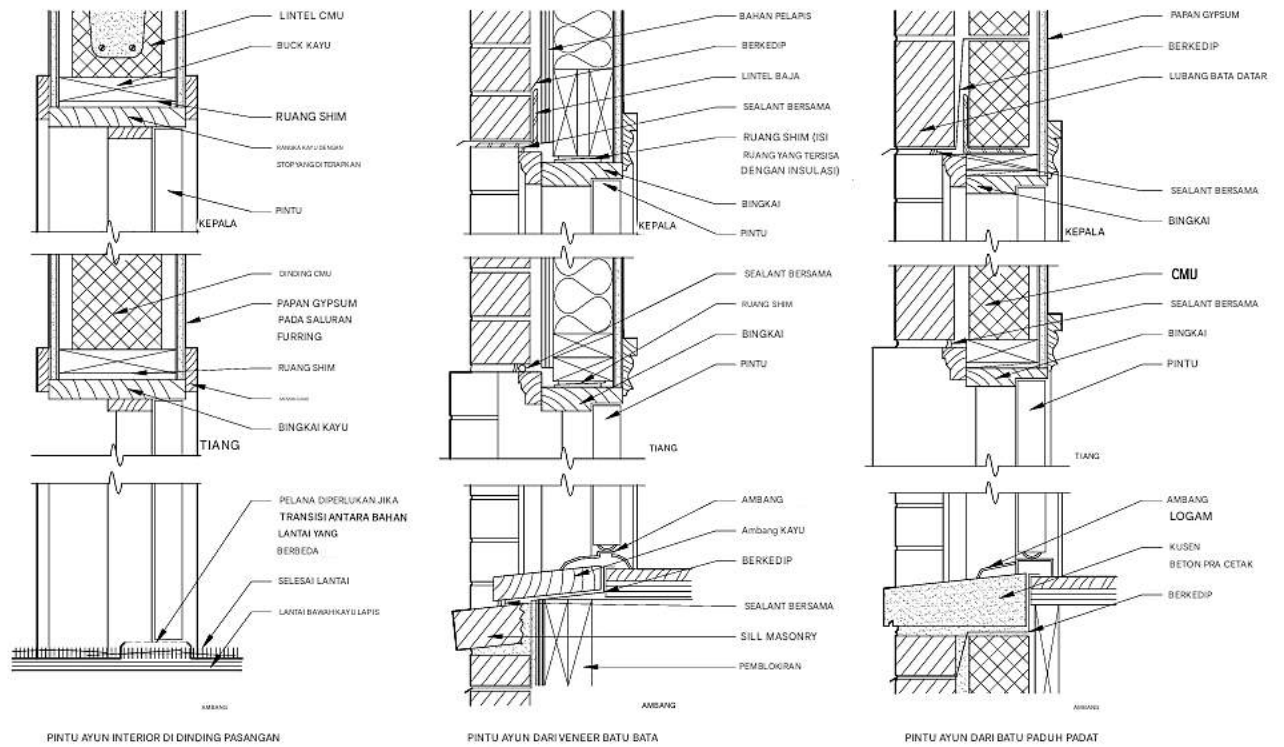 LINTEL CMU
BUCK KAYU
RUANG SHIM
RANGKA KAYU DENGAN
STOP YANG DITERAPKAN
PINTU
KEPALA
DINDING CMU
PAPAN GYPSUM
PADA SALURAN
FURRING
RUANG SHIM
BINGKAI KAYU
TIANG
PELANA DIPERLUKAN JIKA
TRANSISI ANTARA BAHAN
LANTAI YANG
BERBEDA
SELESAI LANTAI
LANTAI BAWAH KAYU LAPIS
AMBANG
PINTU AYUN INTERIOR DI DINDING PASANGAN
BAHAN PELAPIS
BERKEDIP
LINTEL BAJA
SEALANT BERSAMA
RUANG SHIM (ISI
RUANG YANG TERSISA
DENGAN INSULASI)
BINGKAI
PINTU
KEPALA
SEALANT BERSAMA
RUANG SHIM
BINGKAI
PINTU
TIANG
AMBANG
Ambang KAYU
BERKEDIP
SEALANT BERSAMA
SILL MASONRY
PEMBLOKIRAN
AMBANG
PINTU AYUN DARI VENEER BATU BATA
PAPAN GYPSUM
BERKEDIP
LUBANG BATA DATAR
SEALANT BERSAMA
BINGKAI
KEPALA
CMU
SEALANT BERSAMA
BINGKAI
PINTU
TIANG
AMBANG
LOGAM
KUSEN
BETON PRA CETAK
BERKEDIP
AMBANG
PINTU AYUN DARI BATU PADUH PADAT